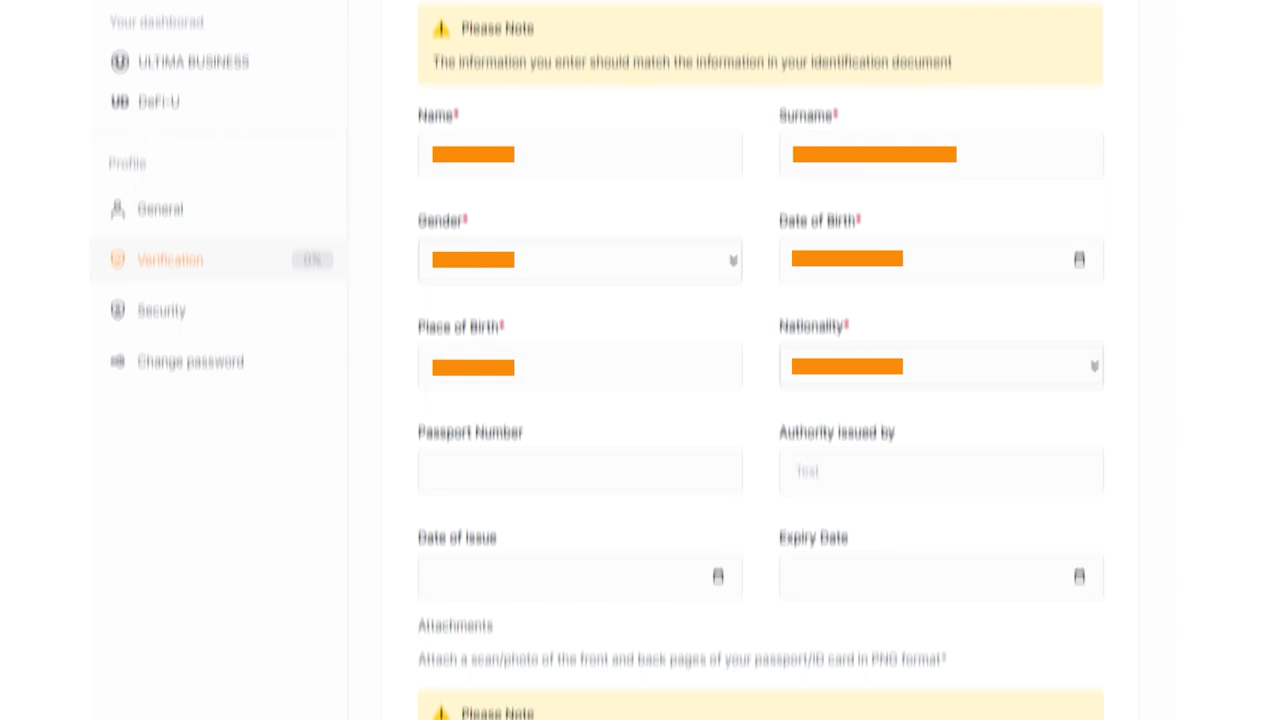 Your dashborad
ULTIMA BUSINESS
UB DeFi-U
Profile
General
Verification 0%
Security
Change password
Please Note
The information you enter should match the information in your identification document
Name*
Surname*
Gender*
Date of Birth*
Place of Birth*
Nationality*
Passport Number
Authority issued by
Text
Date of issue
Expiry Date
Attachments
Attach a scan/photo of the front and back pages of your passport/ID card in PNG format*
Please Note